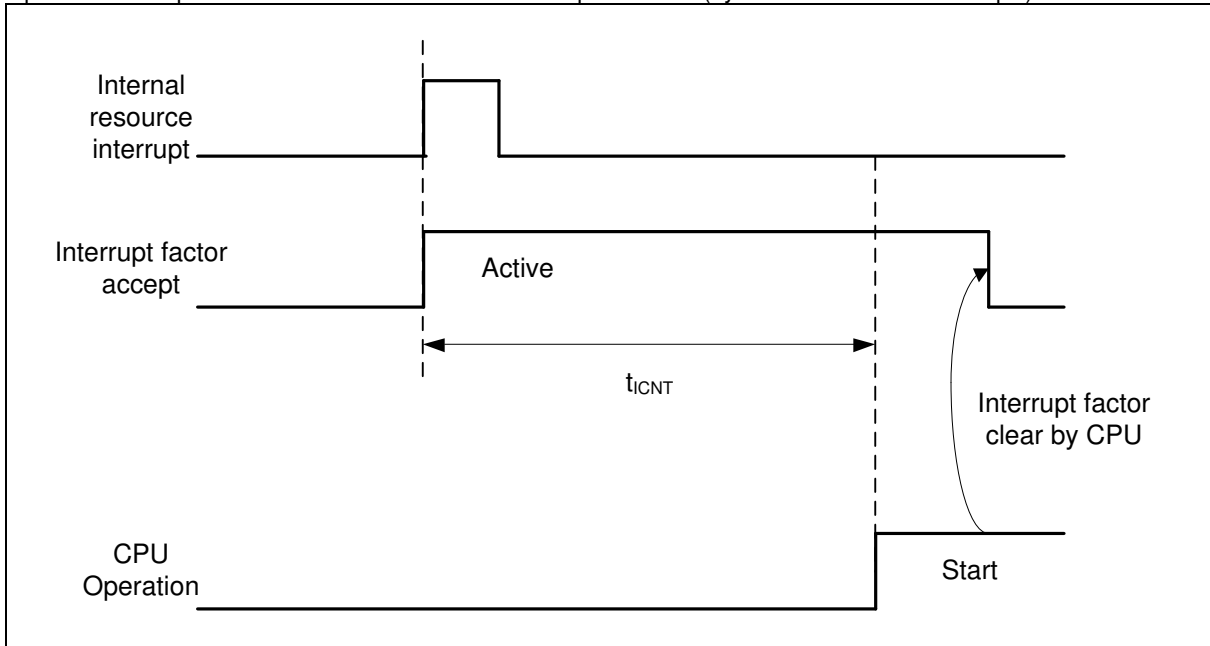 Internal
resource
interrupt
Interrupt factor
accept
Active
tICNT
Interrupt factor
clear by CPU
CPU
Operation
Start